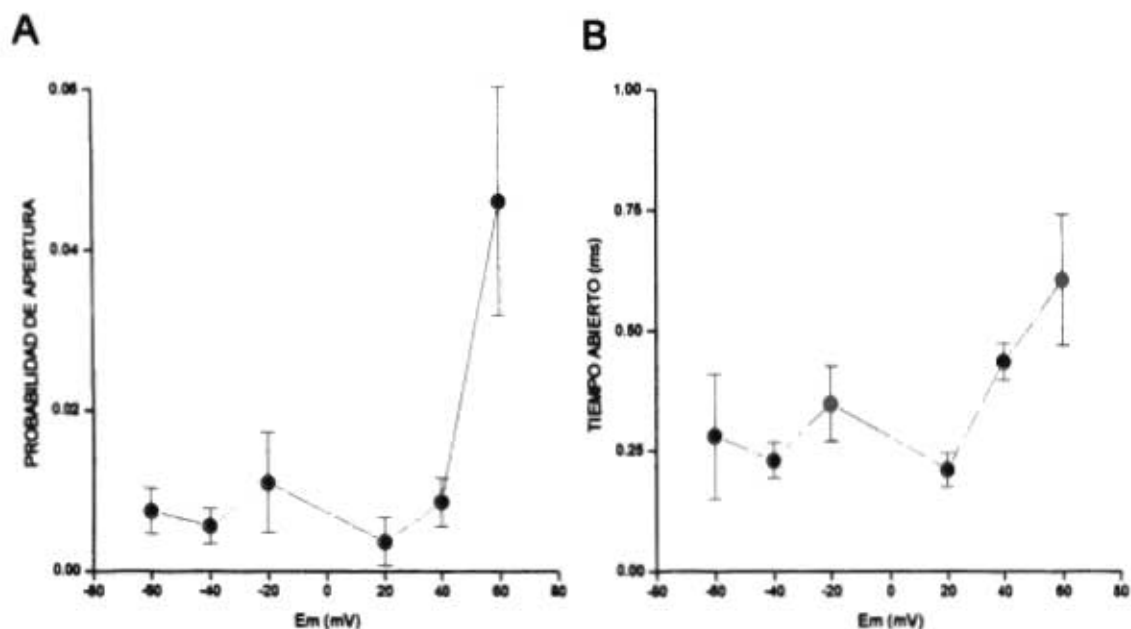 A
0.06
0.04
0.02
0.00
PROBABILIDAD DE APERTURA
-80 -60 -40 -20 0 20 40 60 80
Em (mV)
B
1.00
0.75
0.50
0.25
0.00
TIEMPO ABIERTO (ms)
-80 -60 -40 -20 0 20 40 60 80
Em (mV)